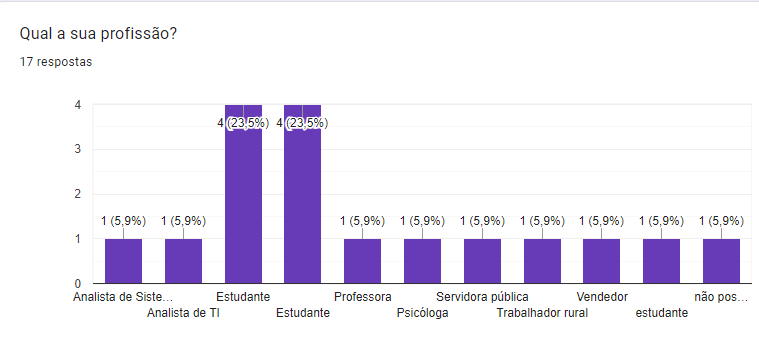 Qual a sua profissão?
17 respostas
4
3
2
1
0
1 (5,9%)
1 (5,9%)
4 (23,5%)
4 (23,5%)
1 (5,9%)
1 (5,9%)
1 (5,9%)
1 (5,9%)
1 (5,9%)
1 (5,9%)
1 (5,9%)
Analista de Siste…
Analista de TI
Estudante
Estudante
Professora
Psicóloga
Servidora pública
Trabalhador rural
Vendedor
estudante
não pos…